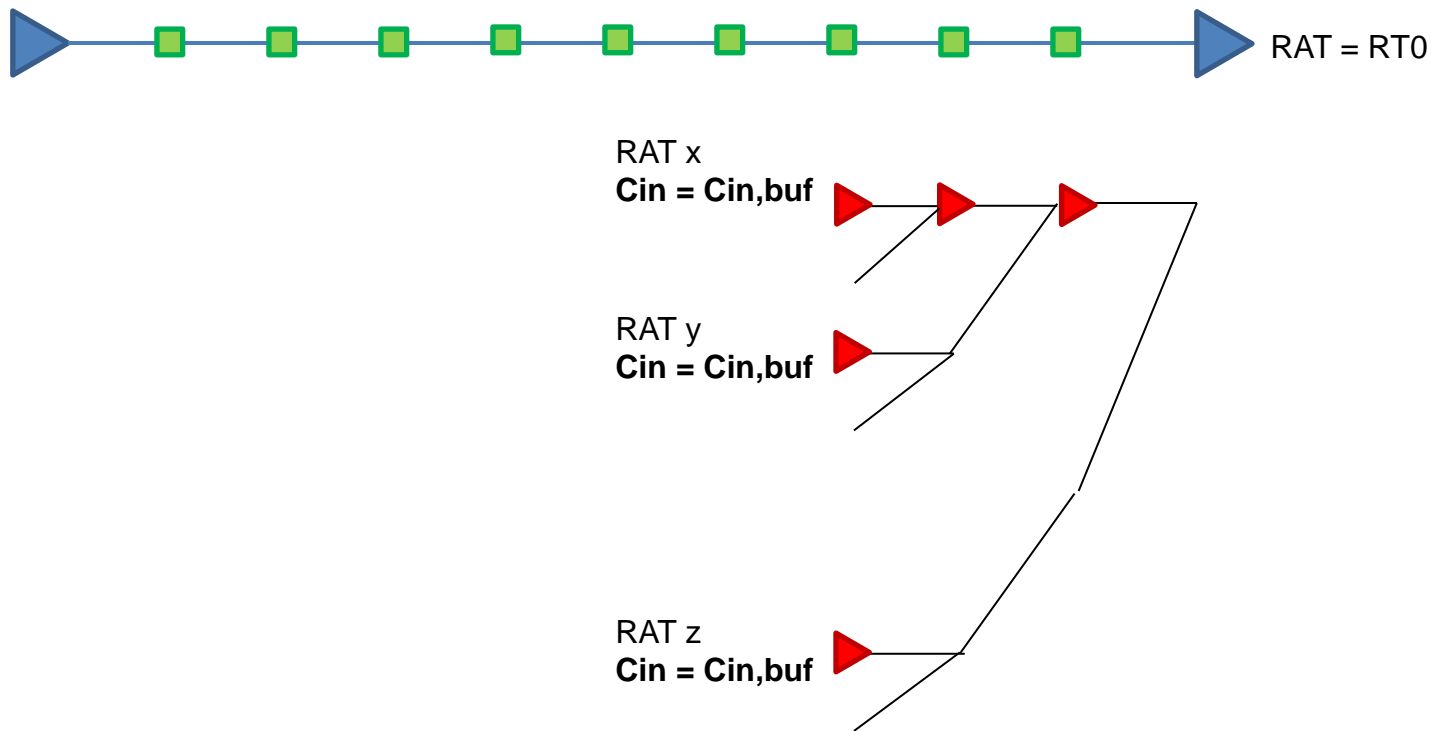 RAT = RT0
RAT x
Cin = Cin,buf
RAT y
Cin = Cin,buf
RAT z
Cin = Cin,buf